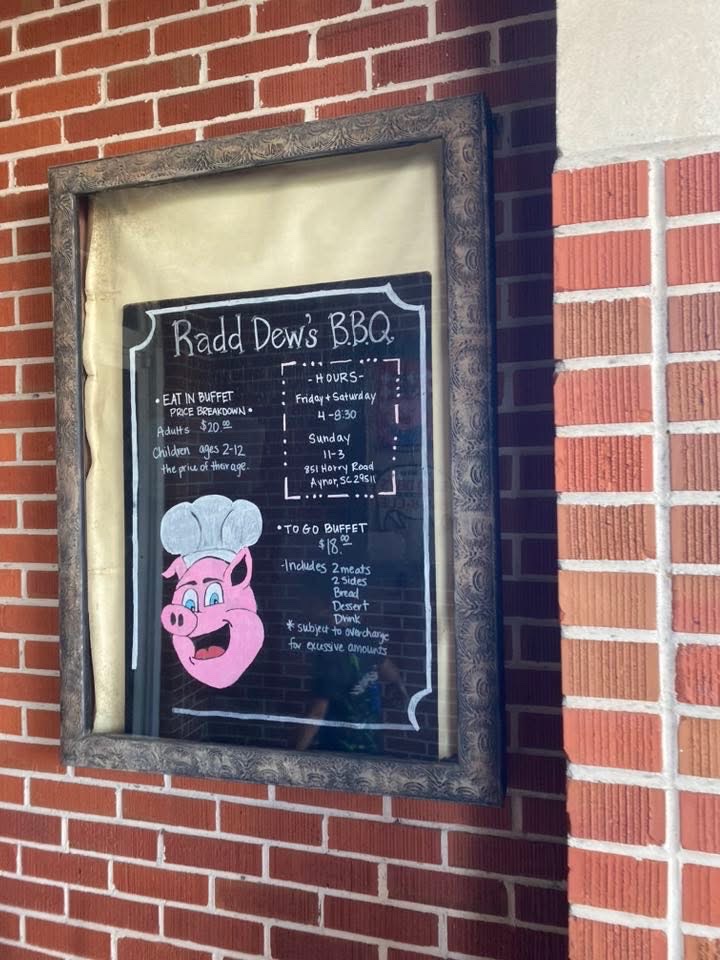 Radd Dew's B.B.Q.
• EAT IN BUFFET
PRICE BREAKDOWN •
Adults $20.00
Children ages 2-12
the price of their age.
-HOURS-
Friday + Saturday
4-8:30
Sunday
11-3
851 Horry Road
Aynor, SC 29511
• TO GO BUFFET
$18.00
-Includes 2 meats
2 sides
Bread
Dessert
Drink
* subject to overcharge
for excessive amounts